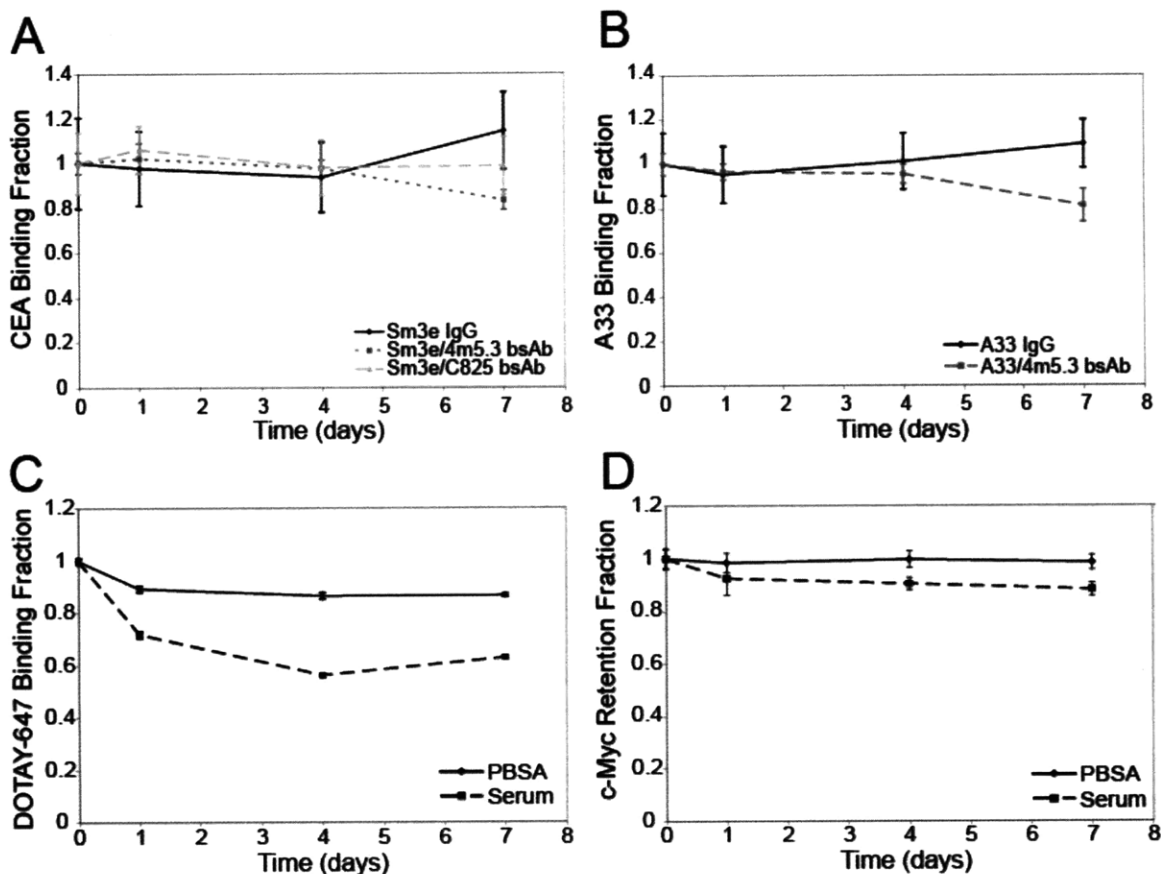 A
CEA Binding Fraction
1.4
1.2
1
0.8
0.6
0.4
0.2
0
Sm3e IgG
Sm3e/4m5.3 bsAb
Sm3e/C825 bsAb
0 1 2 3 4 5 6 7 8
Time (days)
B
A33 Binding Fraction
1.4
1.2
1
0.8
0.6
0.4
0.2
0
A33 IgG
A33/4m5.3 bsAb
0 1 2 3 4 5 6 7 8
Time (days)
C
DOTAY-647 Binding Fraction
1.2
1
0.8
0.6
0.4
0.2
0
PBSA
Serum
0 1 2 3 4 5 6 7 8
Time (days)
D
c-Myc Retention Fraction
1.2
1
0.8
0.6
0.4
0.2
0
PBSA
Serum
0 1 2 3 4 5 6 7 8
Time (days)